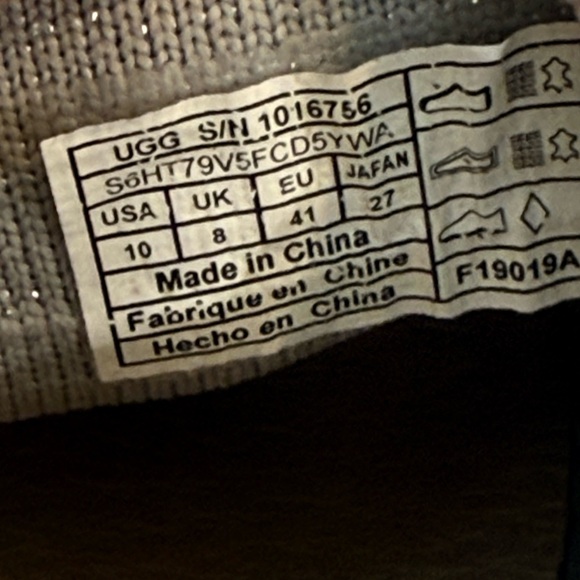 UGG S/N 1016756
S6HT79V5FCD5YWA
USA UK EU JAPAN
10 8 41 27
Made in China
Fabriqué en Chine
Hecho en China
F19019A